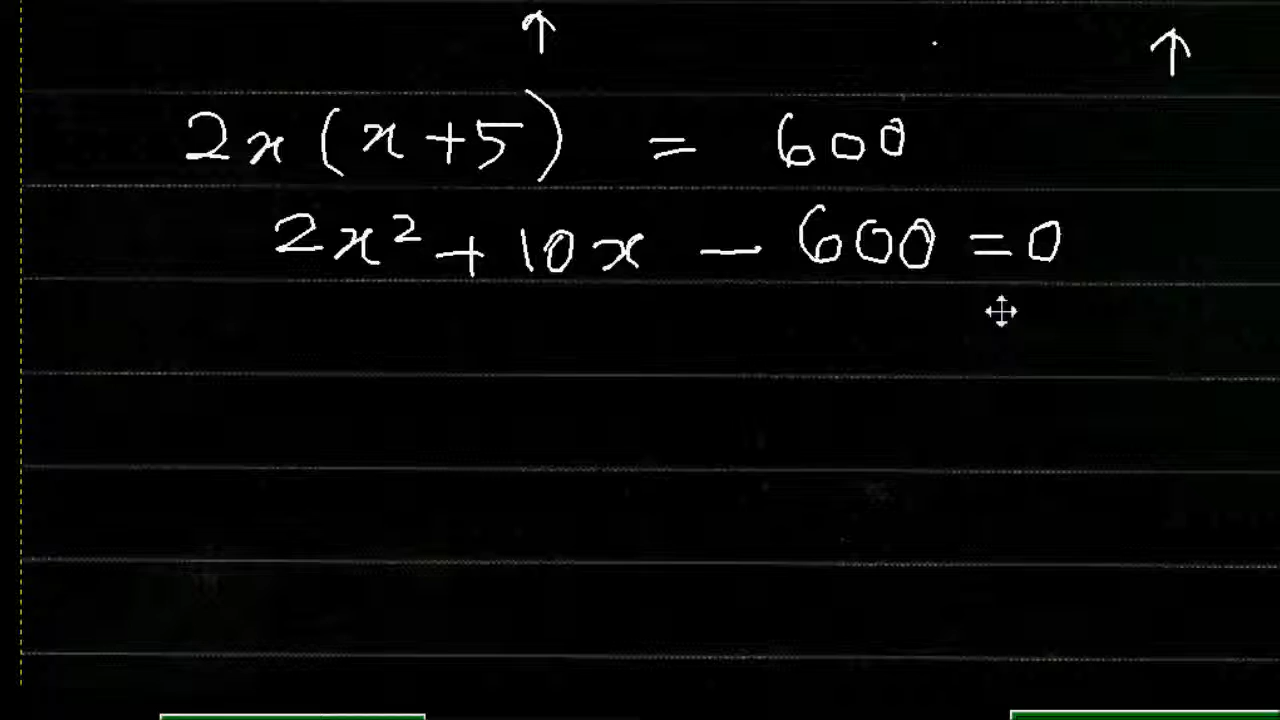 2x(x+5) = 600
2x² + 10x - 600 = 0